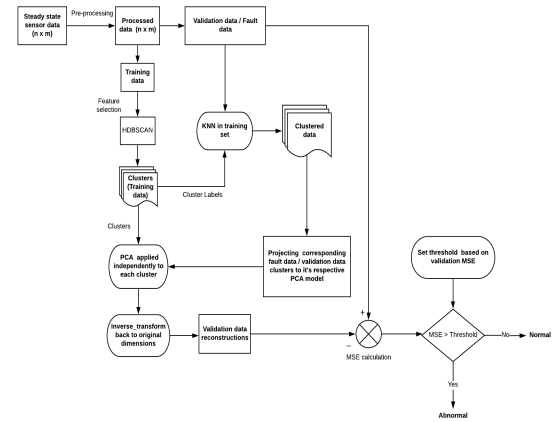 Steady state
sensor data
(n x m)
Pre-processing
Processed
data (n x m)
Validation data / Fault
data
Training
data
Feature
selection
HDBSCAN
KNN in training
set
Clustered
data
Clusters
(Training
data)
Cluster Labels
Clusters
PCA applied
independently to
each cluster
Projecting corresponding
fault data / validation data
clusters to it's respective
PCA model
Set threshold based on
validation MSE
Inverse_transform
back to original
dimensions
Validation data
reconstructions
+
–
MSE calculation
MSE > Threshold
No
Normal
Yes
Abnormal